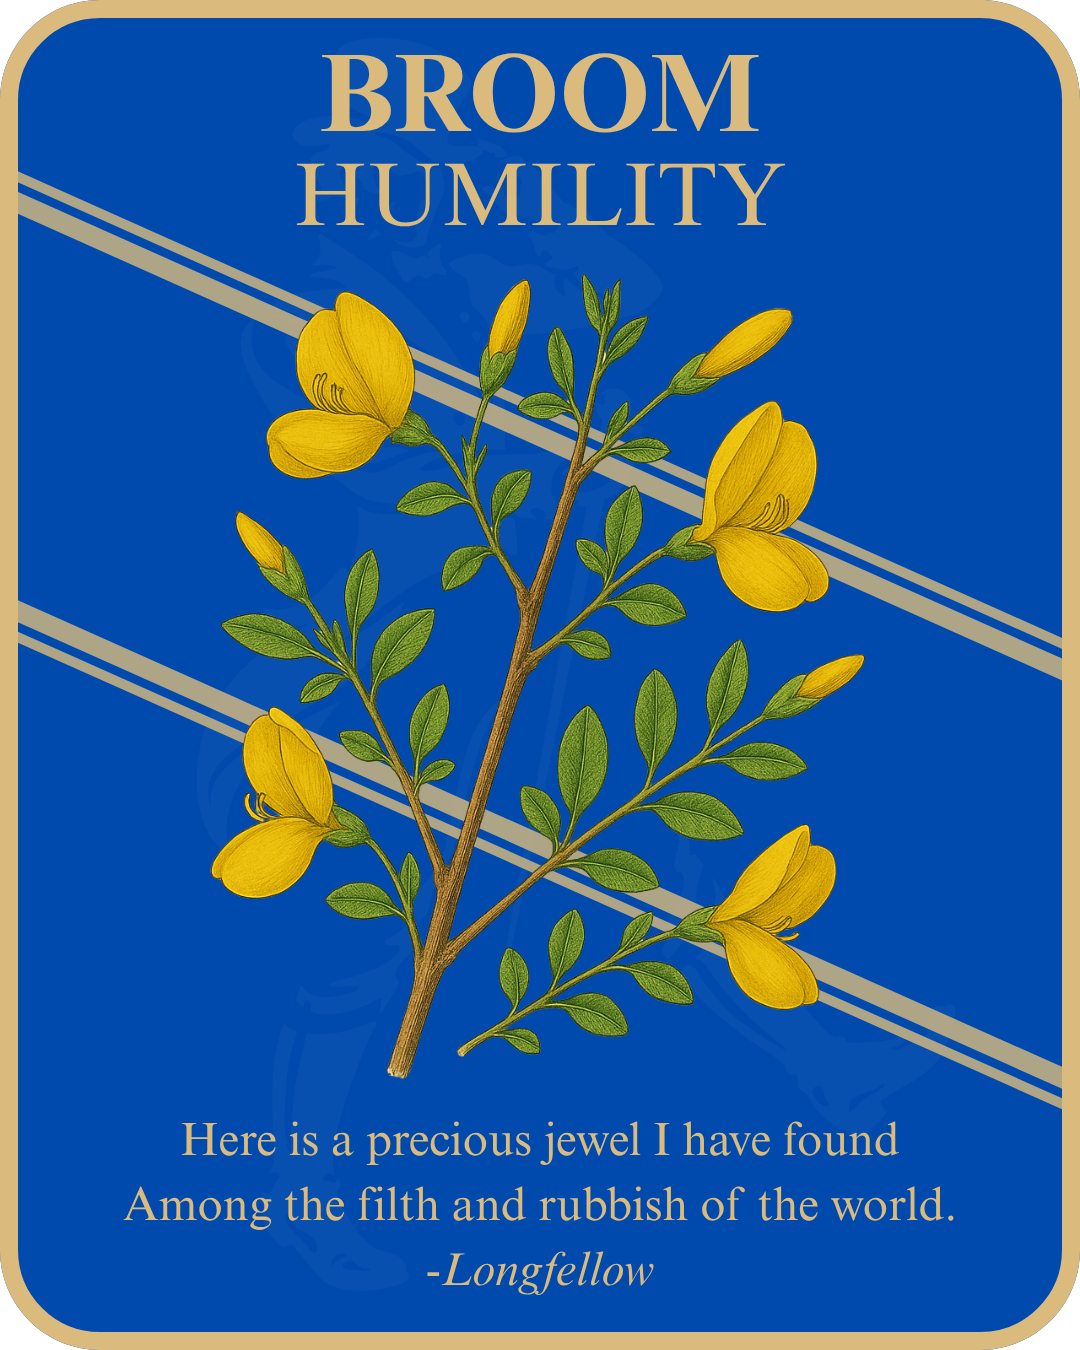 BROOM
HUMILITY
Here is a precious jewel I have found
Among the filth and rubbish of the world.
-Longfellow